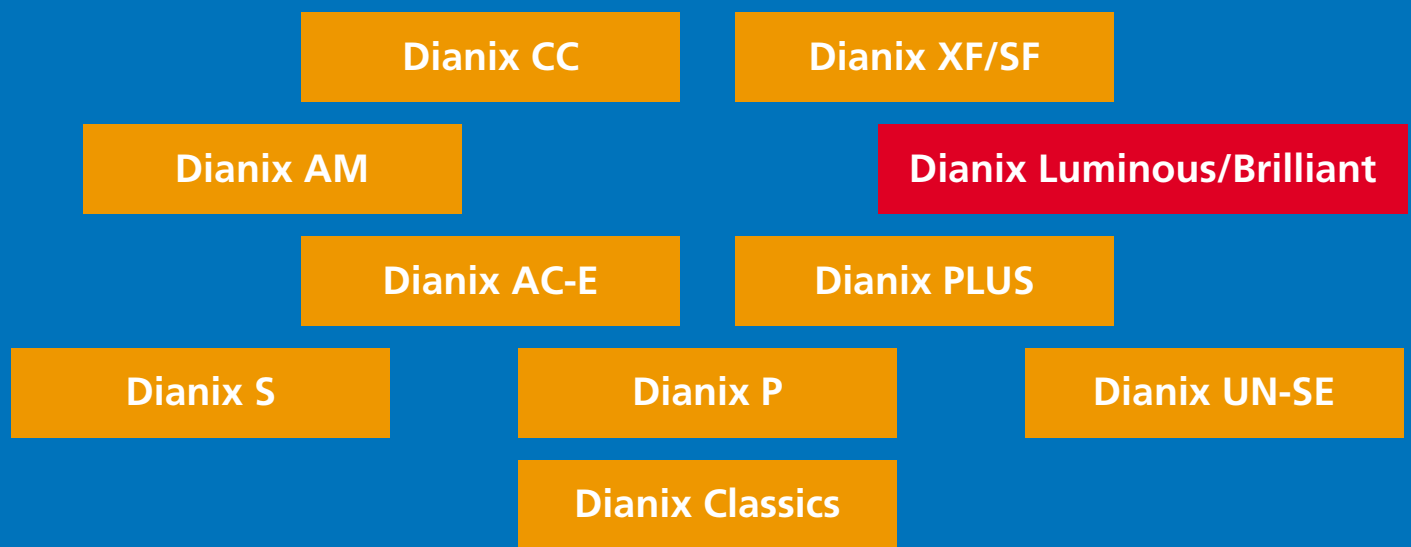 Dianix CC
Dianix XF/SF
Dianix AM
Dianix Luminous/Brilliant
Dianix AC-E
Dianix PLUS
Dianix S
Dianix P
Dianix UN-SE
Dianix Classics